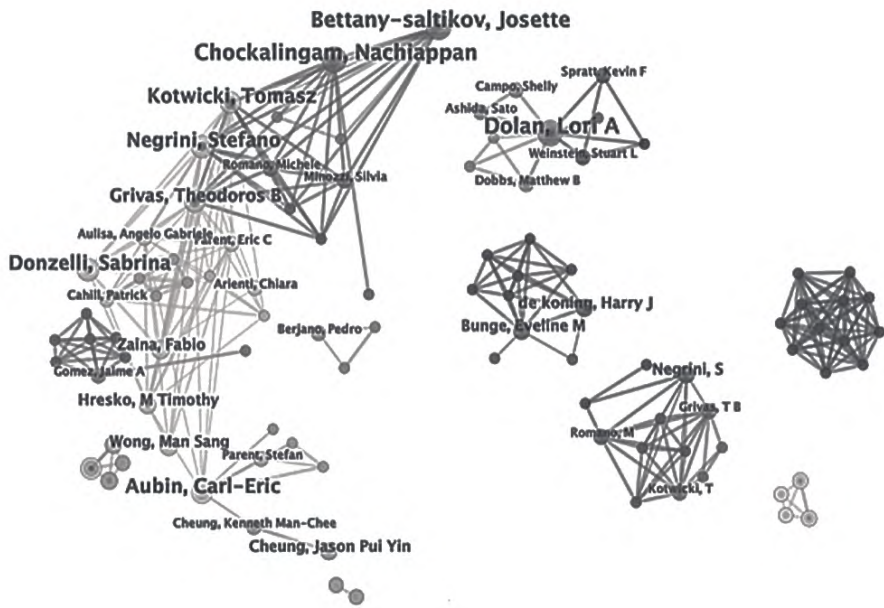 Bettany-saltikov, Josette
Chockalingam, Nachiappan
Kotwicki, Tomasz
Negrini, Stefano
Romano, Michele
Minozzi, Silvia
Grivas, Theodoros B
Aulisa, Angelo Gabriele
Parent, Eric C
Donzelli, Sabrina
Arienti, Chiara
Cahill, Patrick
Zaina, Fabio
Gomez, Jaime A
Berjano, Pedro
Hresko, M Timothy
Wong, Man Sang
Parent, Stefan
Aubin, Carl-Eric
Cheung, Kenneth Man-Chee
Cheung, Jason Pui Yin
Spratt, Kevin F
Campo, Shelly
Ashida, Sato
Dolan, Lori A
Weinstein, Stuart L
Dobbs, Matthew B
de koning, Harry J
Bunge, Eveline M
Negrini, S
Grivas, T B
Romano, M
Kotwicki, T